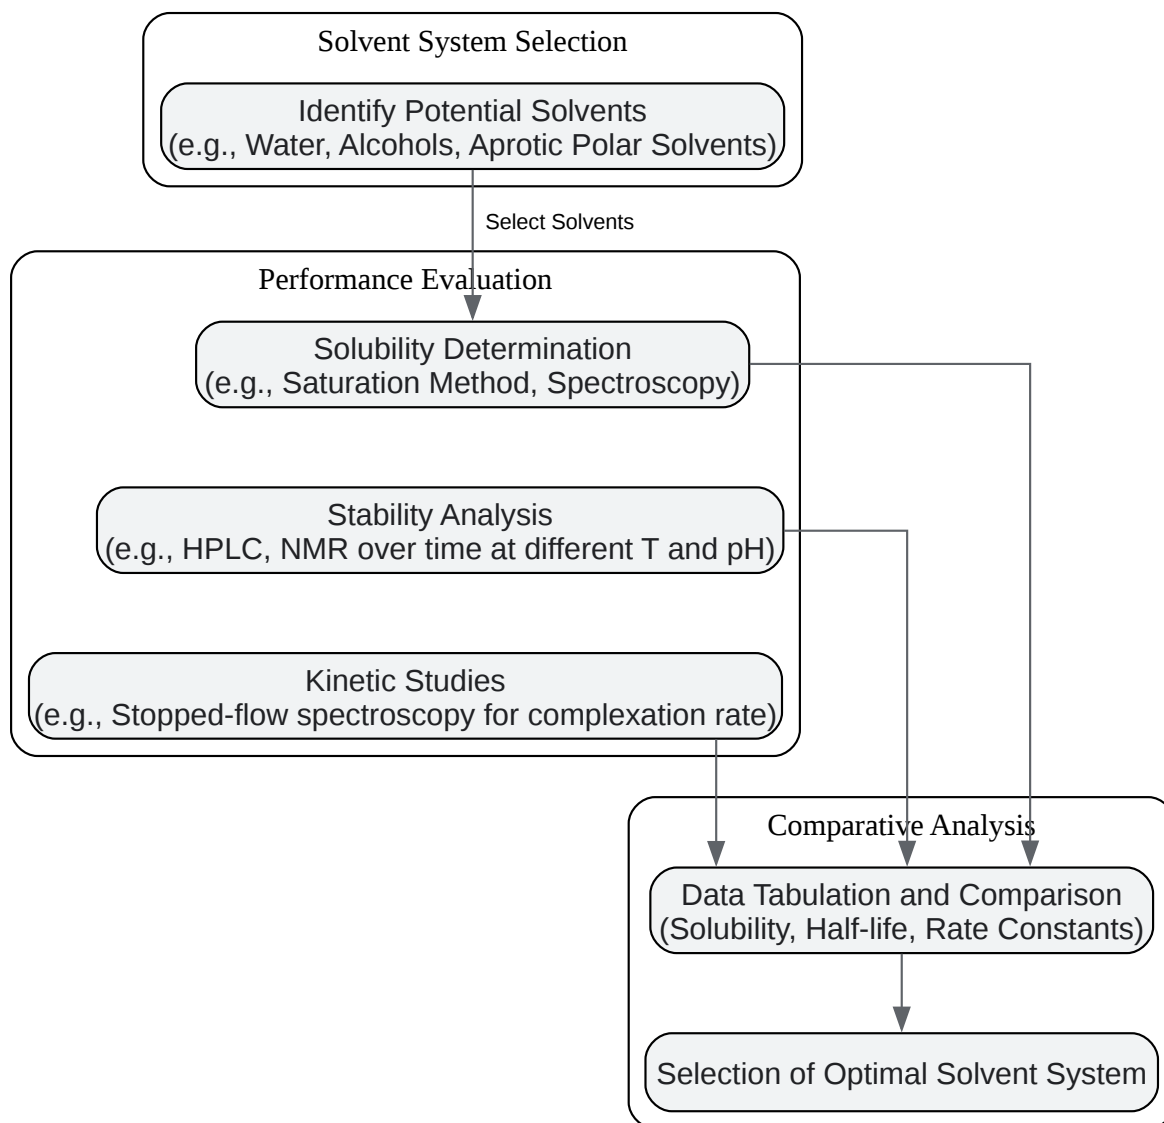 Solvent System Selection
Identify Potential Solvents
(e.g., Water, Alcohols, Aprotic Polar Solvents)
Select Solvents
Performance Evaluation
Solubility Determination
(e.g., Saturation Method, Spectroscopy)
Stability Analysis
(e.g., HPLC, NMR over time at different T and pH)
Kinetic Studies
(e.g., Stopped-flow spectroscopy for complexation rate)
Comparative Analysis
Data Tabulation and Comparison
(Solubility, Half-life, Rate Constants)
Selection of Optimal Solvent System